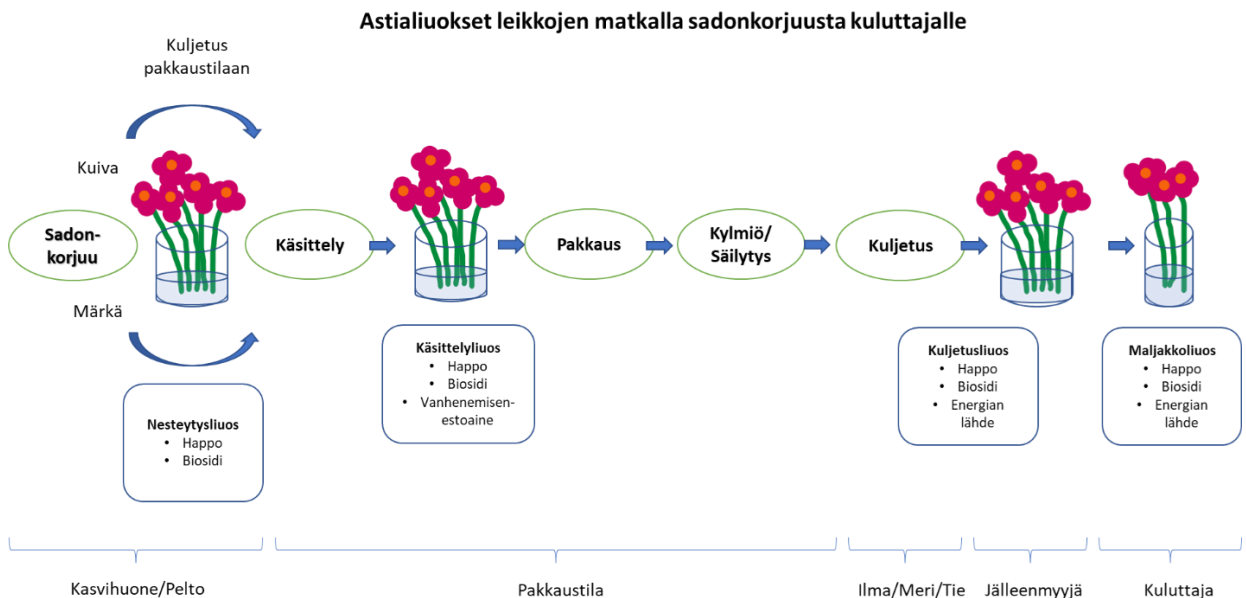 Astialiuokset leikkojen matkalla sadonkorjuusta kuluttajalle
Kuljetus
pakkaustilaan
Kuiva
Sadon-
korjuu
Märkä
Käsittely
Pakkaus
Kylmiö/
Säilytys
Kuljetus
Nesteytysliuos
• Happo
• Biosidi
Käsittelyliuos
• Happo
• Biosidi
• Vanhenemisen-
estoaine
Kuljetusliuos
• Happo
• Biosidi
• Energian
lähde
Maljakkoliuos
• Happo
• Biosidi
• Energian
lähde
Kasvihuone/Pelto
Pakkaustila
Ilma/Meri/Tie
Jälleenmyyjä
Kuluttaja